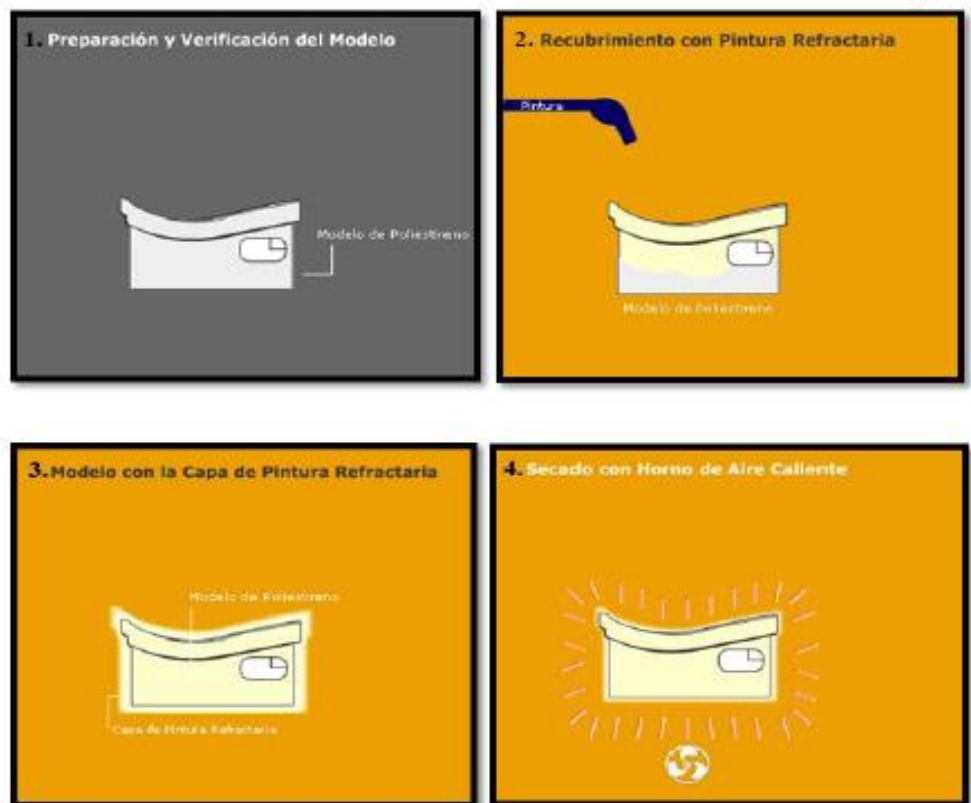 1. Preparación y Verificación del Modelo
Modelo de Poliestireno
2. Recubrimiento con Pintura Refractaria
Pintura
Modelo de Poliestireno
3. Modelo con la Capa de Pintura Refractaria
Modelo de Poliestireno
Capa de Pintura Refractaria
4. Secado con Horno de Aire Caliente